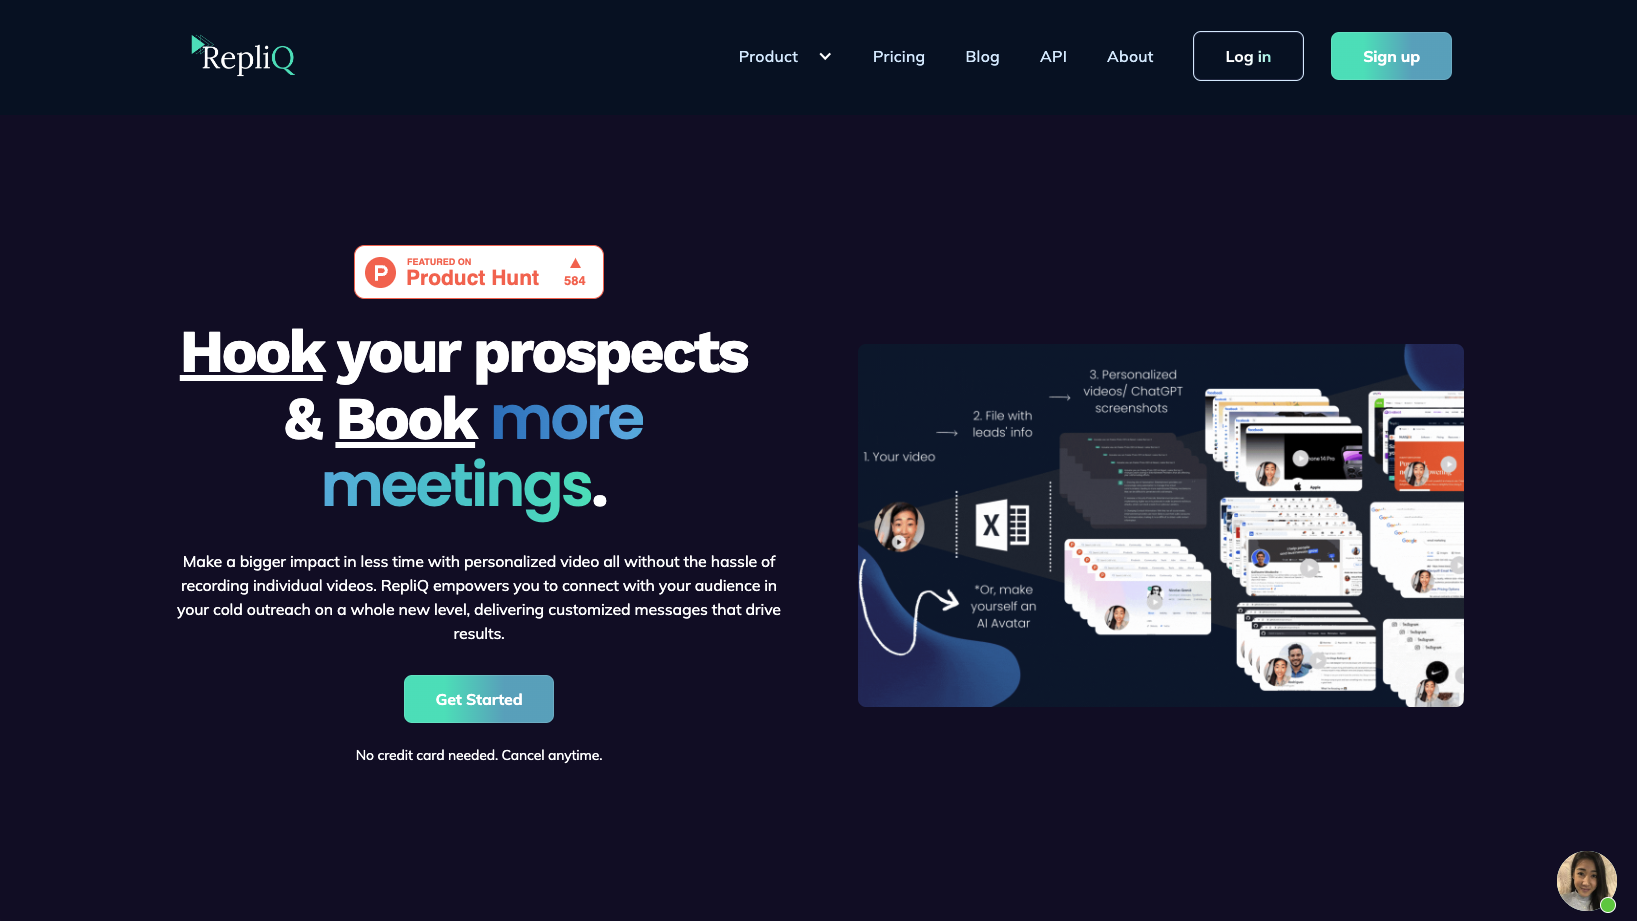 RepliQ
Product
Pricing
Blog
API
About
Log in
Sign up
FEATURED ON
Product Hunt
584
Hook your prospects
& Book more
meetings.
Make a bigger impact in less time with personalized video all without the hassle of
recording individual videos. RepliQ empowers you to connect with your audience in
your cold outreach on a whole new level, delivering customized messages that drive
results.
Get Started
No credit card needed. Cancel anytime.
1. Your video
2. File with
leads' info
3. Personalized
videos/ ChatGPT
screenshots
*Or, make
yourself an
AI Avatar
Apple
Google